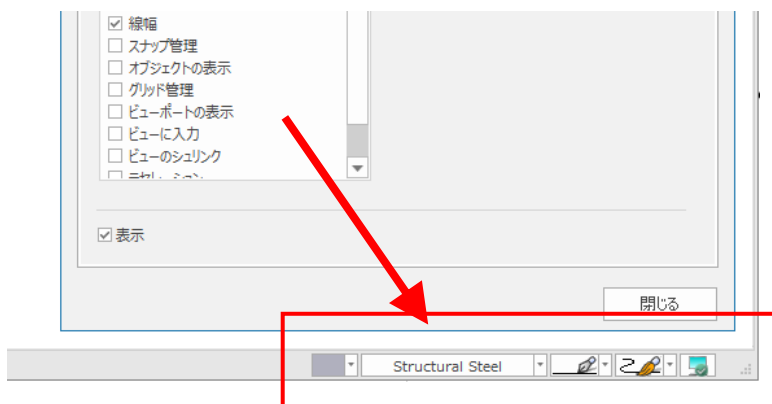 線幅
スナップ管理
オブジェクトの表示
グリッド管理
ビューポートの表示
ビューに入力
ビューのシュリンク
表示
閉じる
Structural Steel